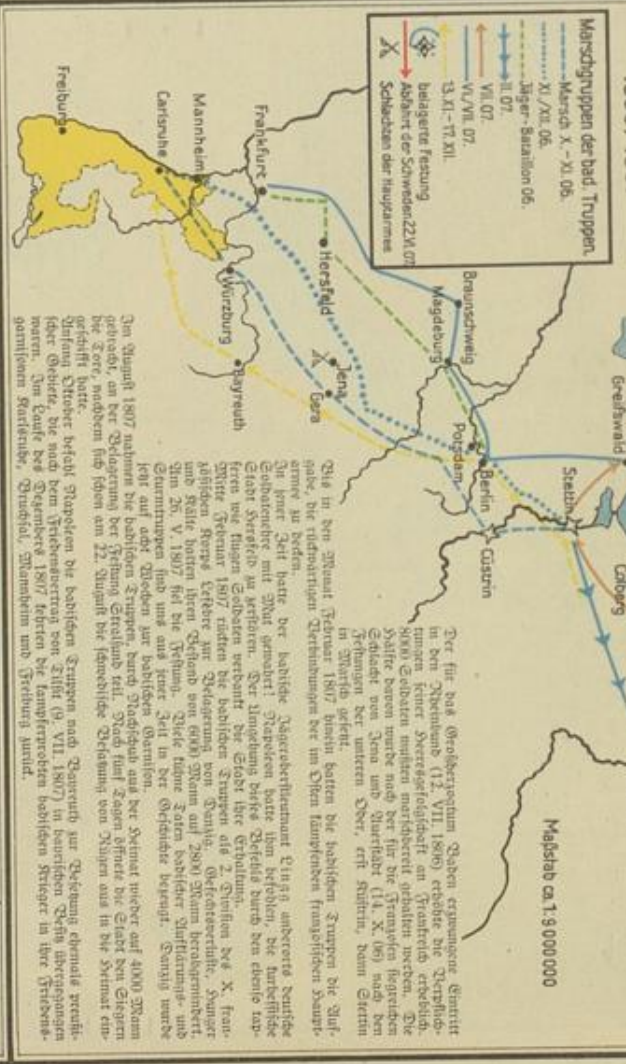 Marschgruppen der bad. Truppen.
Marsch X.-XI. 06.
XI./XII. 06.
Jäger-Bataillon 06.
II. 07.
VII. 07.
VI./VII. 07.
13. XI.-17. XII.
belagerte Festung
Abfahrt der Schweden 22.VI.07
Schlachten der Hauptarmee
Greifswald
Colberg
Stettin
Braunschweig
Magdeburg
Potsdam
Berlin
Cüstrin
Frankfurt
Hersfeld
Jena
Gera
Mannheim
Würzburg
Bayreuth
Carlsruhe
Freiburg
Maßstab ca. 1:9 000 000
Der für das Großherzogtum Baden erzwungene Eintritt
in den Rheinbund (12. VII. 1806) erhöhte die Verpflich-
tungen seiner Heeresgefolgschaft an Frankreich erheblich.
8000 Soldaten mußten marschbereit gehalten werden. Die
Hälfte davon wurde nach der für die Franzosen siegreichen
Schlacht von Jena und Auerstädt (14. X. 06) nach den
Festungen der unteren Oder, erst Küstrin, dann Stettin
in Marsch gesetzt.
Bis in den Monat Februar 1807 hinein hatten die badischen Truppen die Auf-
gabe, die rückwärtigen Verbindungen der im Osten kämpfenden französischen Haupt-
armee zu decken.
In jener Zeit hatte der badische Jägeroberstleutnant Lingg anderorts deutsche
Soldatenehre mit Mut gewahrt! Napoleon hatte ihm befohlen, die kurhessische
Stadt Hersfeld zu zerstören. Der Umgehung dieses Befehls durch den ebenso tap-
feren wie klugen Soldaten verdankt die Stadt ihre Erhaltung.
Mitte Februar 1807 rückten die badischen Truppen als 2. Division des X. fran-
zösischen Korps Lefèbre zur Belagerung von Danzig. Gefechtsverluste, Hunger
und Kälte hatten ihren Bestand von 6000 Mann auf 2800 Mann herabgemindert.
Am 26. V. 1807 fiel die Festung. Viele kühne Taten badischer Aufklärungs- und
Sturmtruppen sind uns aus jener Zeit in der Geschichte bezeugt. Danzig wurde
jetzt auf acht Wochen zur badischen Garnison.
Im August 1807 nahmen die badischen Truppen, durch Nachschub aus der Heimat wieder auf 4000 Mann
gebracht, an der Belagerung der Festung Stralsund teil. Nach fünf Tagen öffnete die Stadt den Siegern
die Tore, nachdem sich schon am 22. August die schwedische Besatzung von Rügen aus in die Heimat ein-
geschifft hatte.
Anfang Oktober befahl Napoleon die badischen Truppen nach Bayreuth zur Besetzung ehemals preußi-
scher Gebiete, die nach dem Friedensvertrag von Tilsit (9. VII 1807) in bayrischen Besitz übergegangen
waren. Im Laufe des Dezembers 1807 kehrten die kampferprobten badischen Krieger in ihre Friedens-
garnisonen Karlsruhe, Bruchsal, Mannheim und Freiburg zurück.